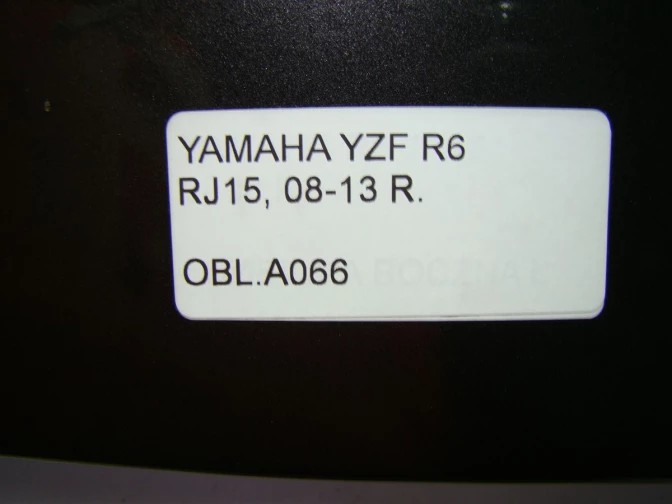 YAMAHA YZF R6
RJ15, 08-13 R.
OBL.A066